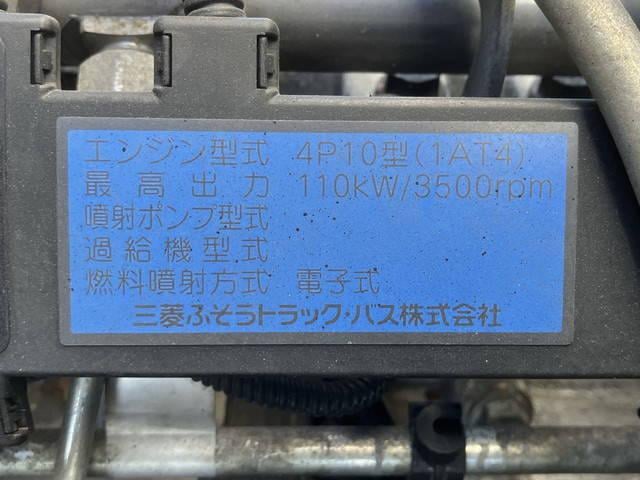 エンジン型式 4P10型(1AT4)
最高出力 110kW/3500rpm
噴射ポンプ型式
過給機型式
燃料噴射方式 電子式
三菱ふそうトラック・バス株式会社